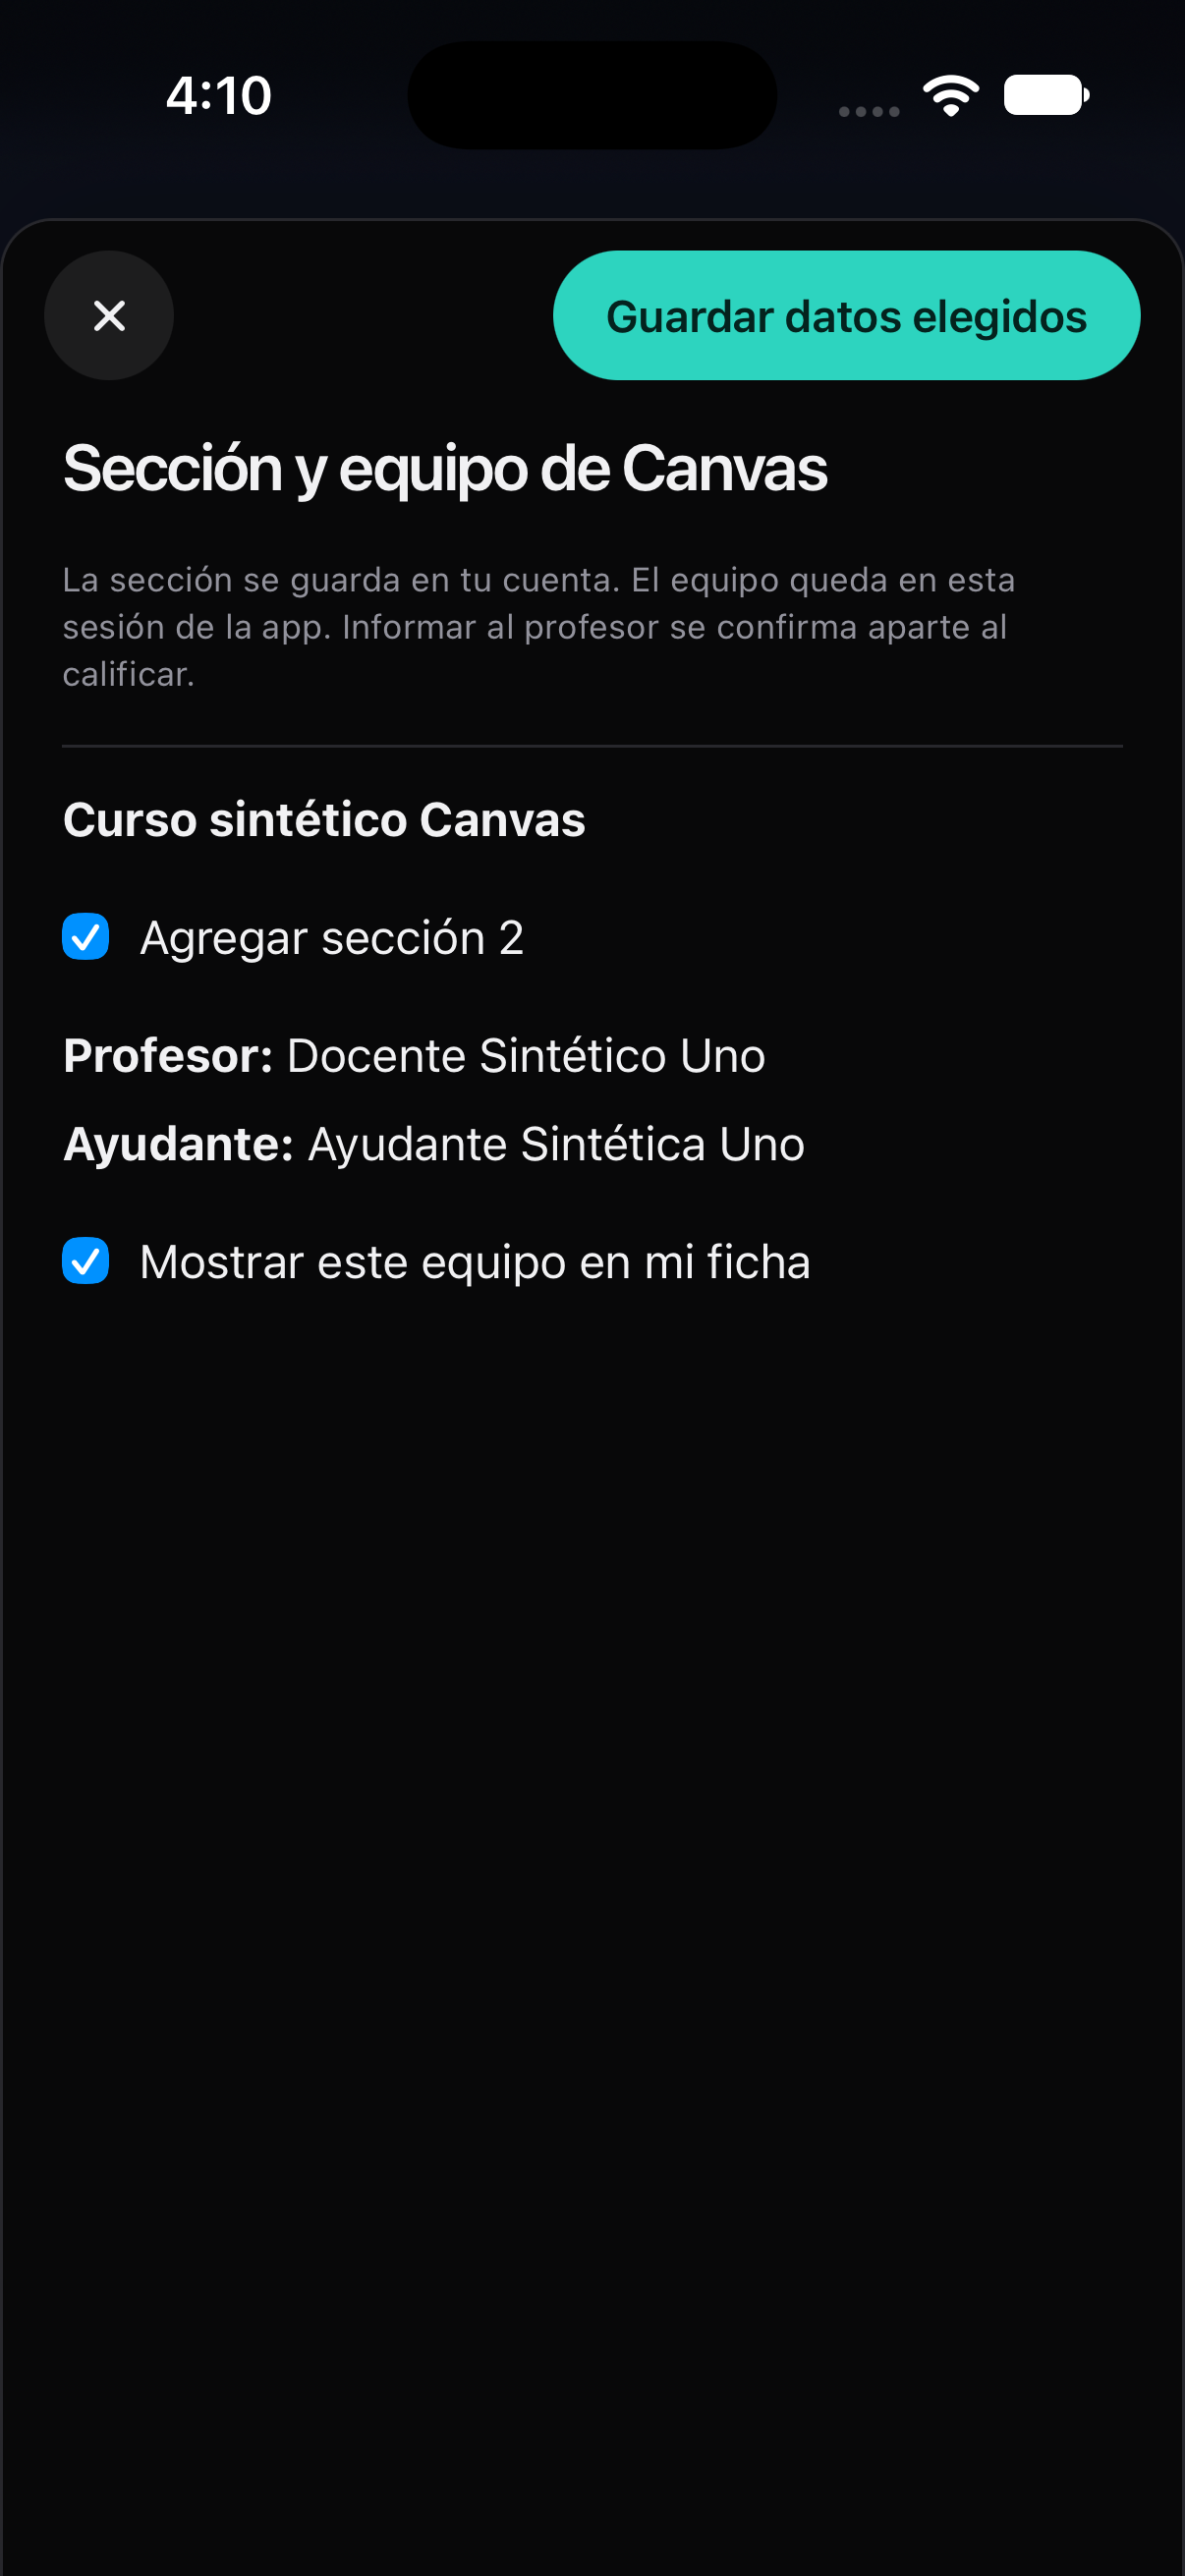 4:10
Guardar datos elegidos
Sección y equipo de Canvas
La sección se guarda en tu cuenta. El equipo queda en esta
sesión de la app. Informar al profesor se confirma aparte al
calificar.
Curso sintético Canvas
Agregar sección 2
Profesor: Docente Sintético Uno
Ayudante: Ayudante Sintética Uno
Mostrar este equipo en mi ficha